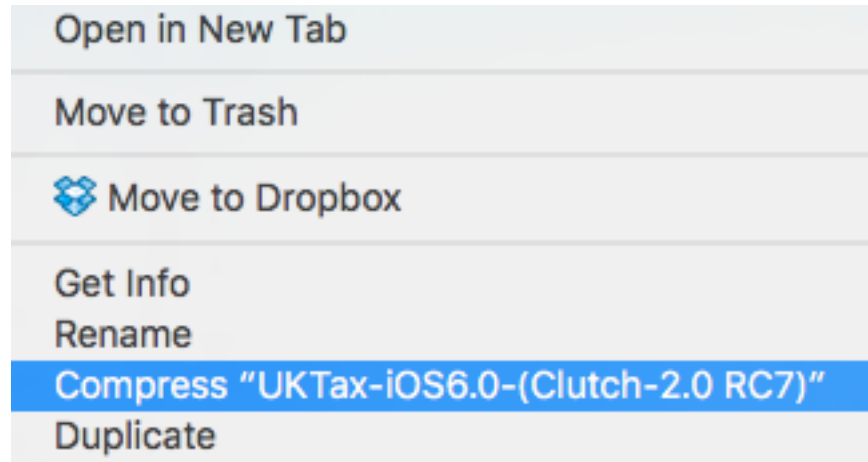 Open in New Tab
Move to Trash
Move to Dropbox
Get Info
Rename
Compress “UKTax-iOS6.0-(Clutch-2.0 RC7)”
Duplicate